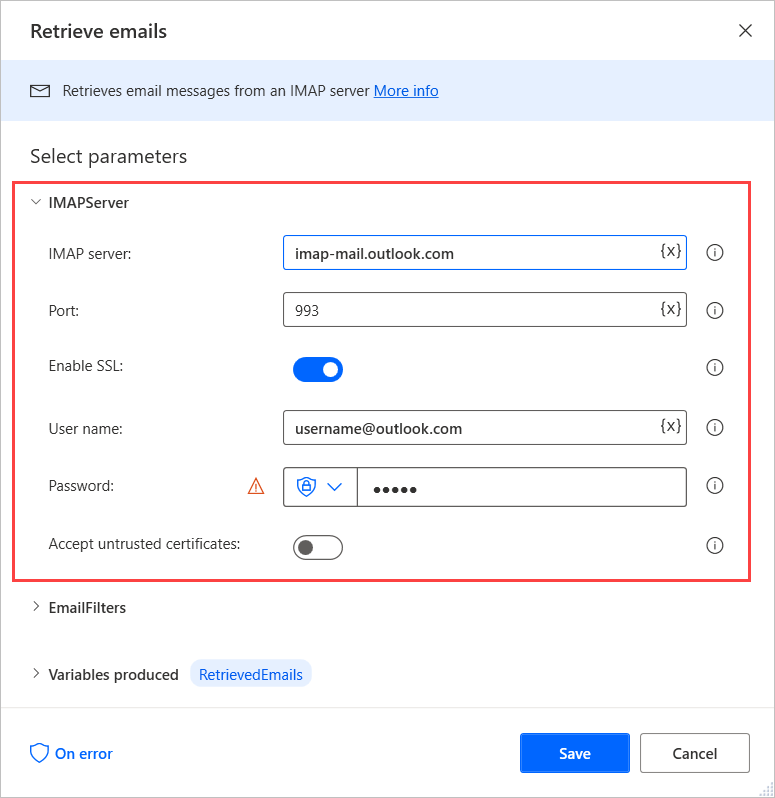 Retrieve emails
Retrieves email messages from an IMAP server More info
Select parameters
IMAPServer
IMAP server: imap-mail.outlook.com {x}
Port: 993 {x}
Enable SSL:
User name: username@outlook.com {x}
Password: •••••
Accept untrusted certificates:
EmailFilters
Variables produced RetrievedEmails
On error Save Cancel